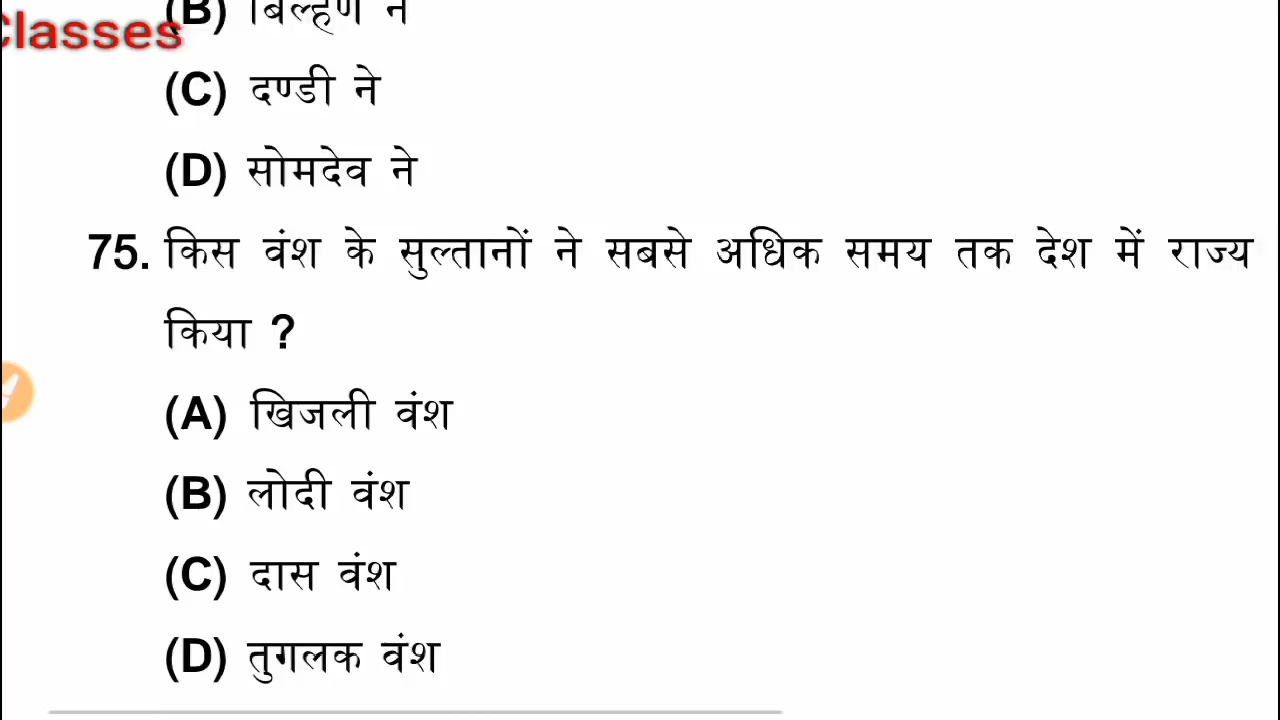 (B) बिल्हण ने
Classes
(C) दण्डी ने
(D) सोमदेव ने
75. किस वंश के सुल्तानों ने सबसे अधिक समय तक देश में राज्य
किया ?
(A) खिजली वंश
(B) लोदी वंश
(C) दास वंश
(D) तुगलक वंश